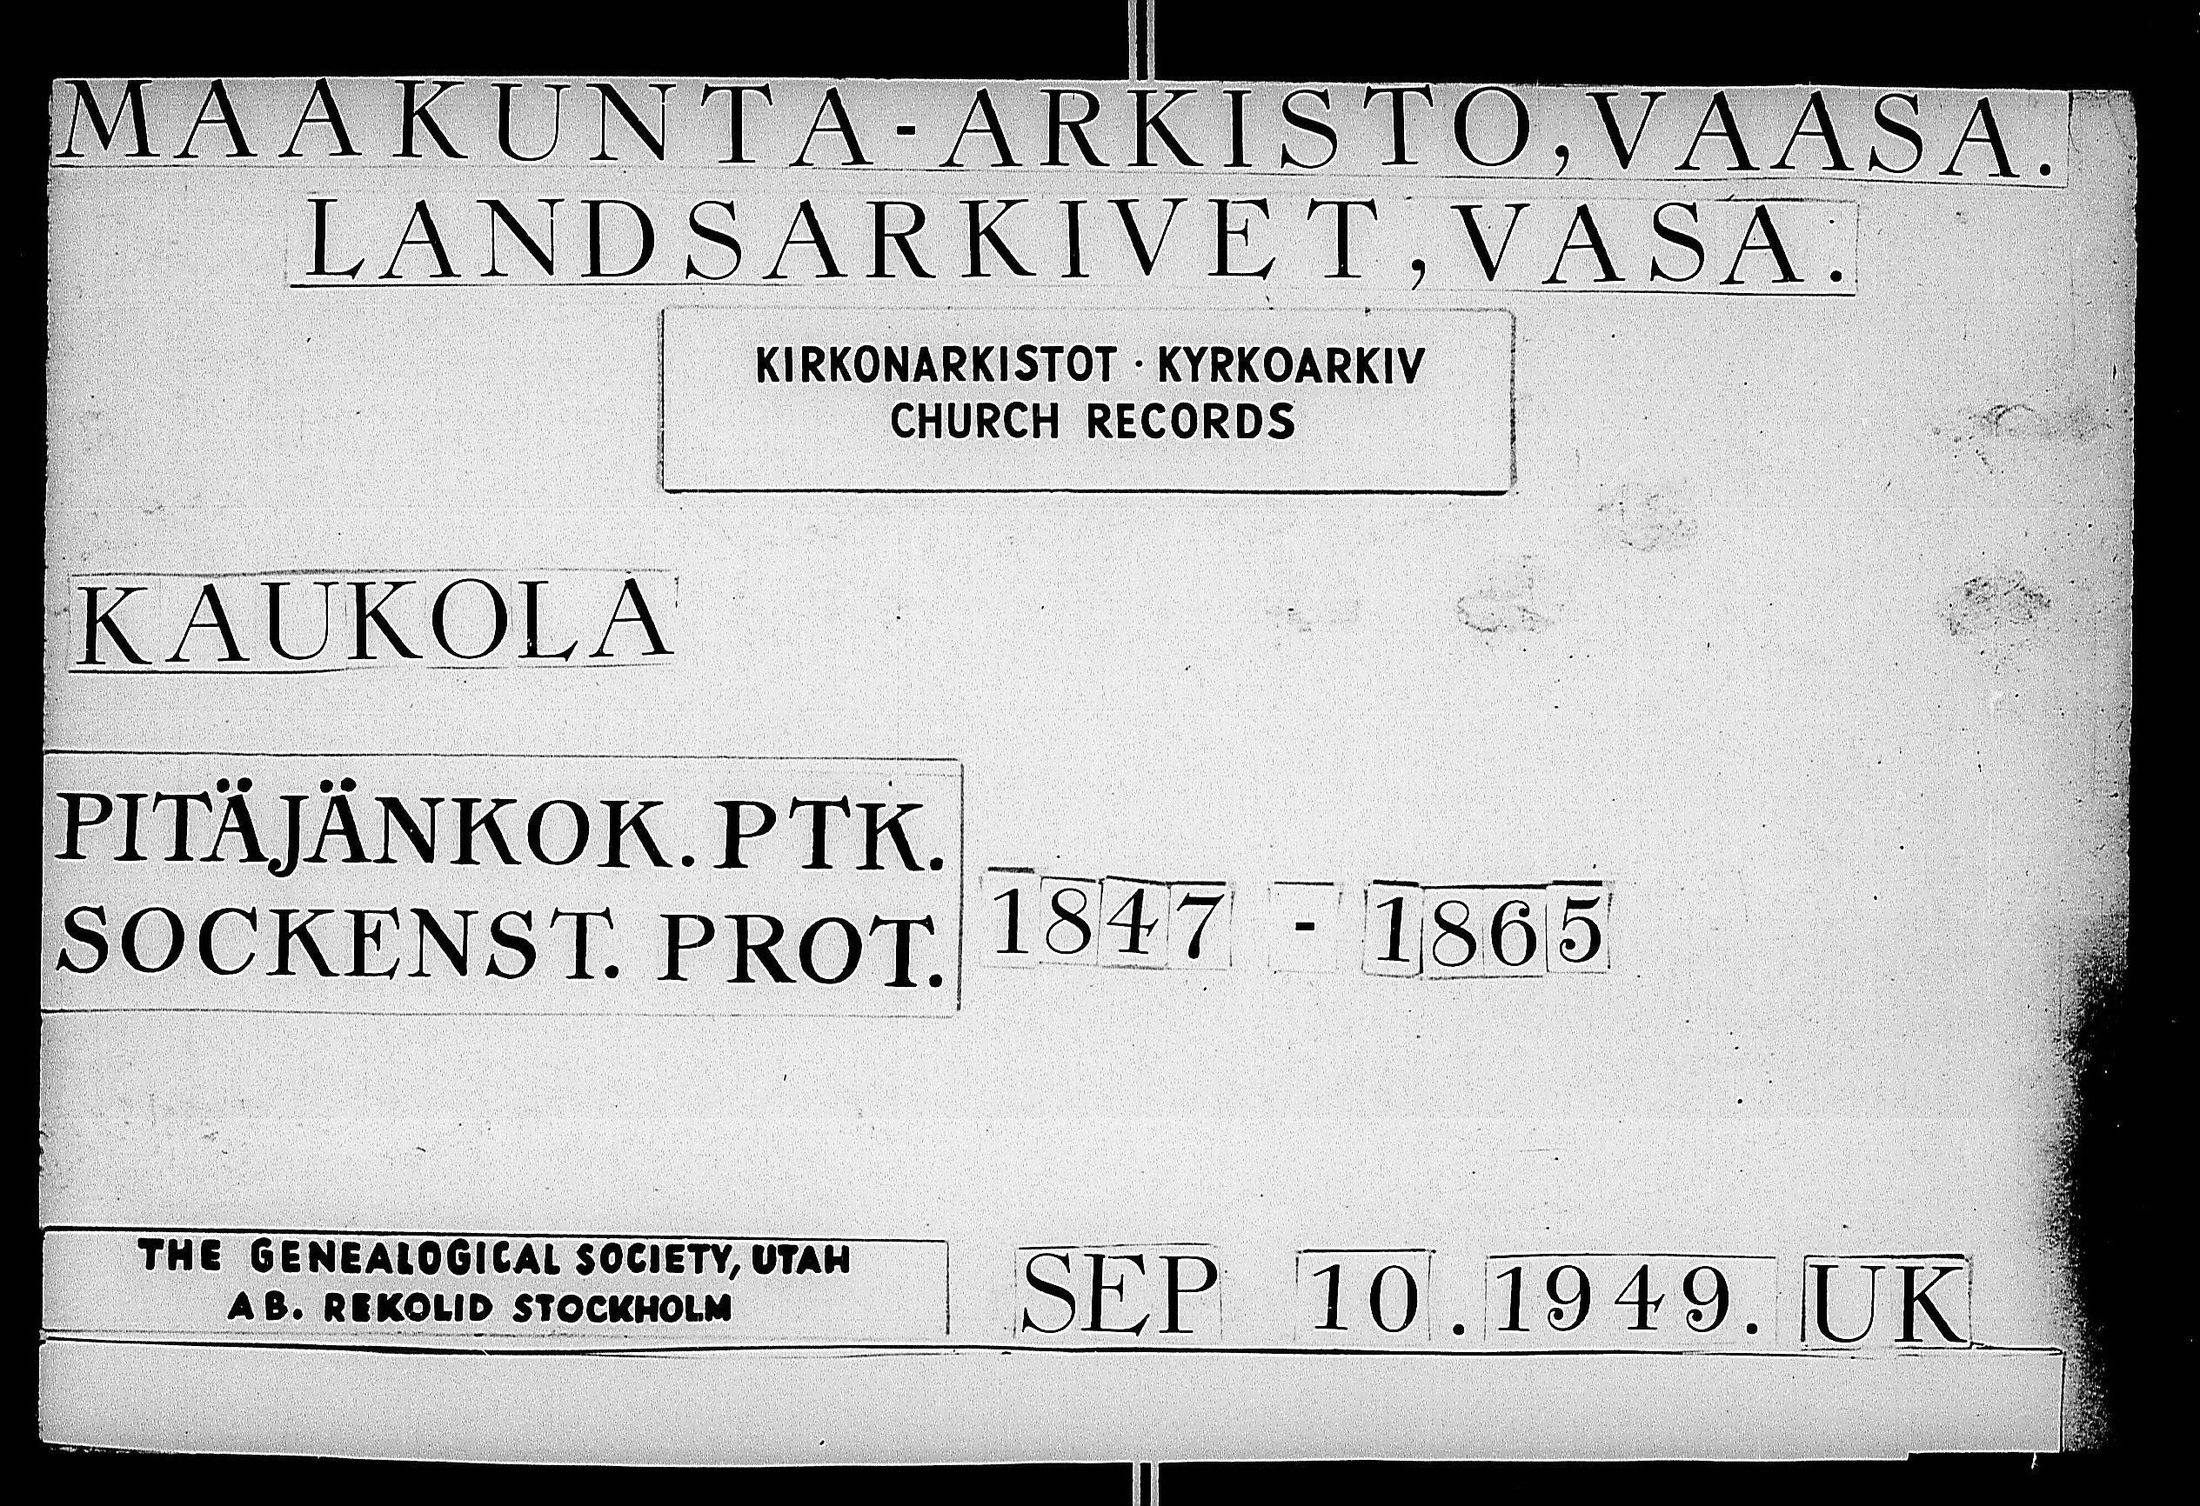 MAAKUNTA-ARKISTO, VAASA.
LANDSARKIVET, VASA.
KIRKONARKISTOT · KYRKOARKIV
CHURCH RECORDS
KAUKOLA
PITÄJÄNKOK. PTK.
SOCKENST. PROT.
1847 - 1865
THE GENEALOGICAL SOCIETY, UTAH
AB. REKOLID STOCKHOLM
SEP 10. 1949. UK